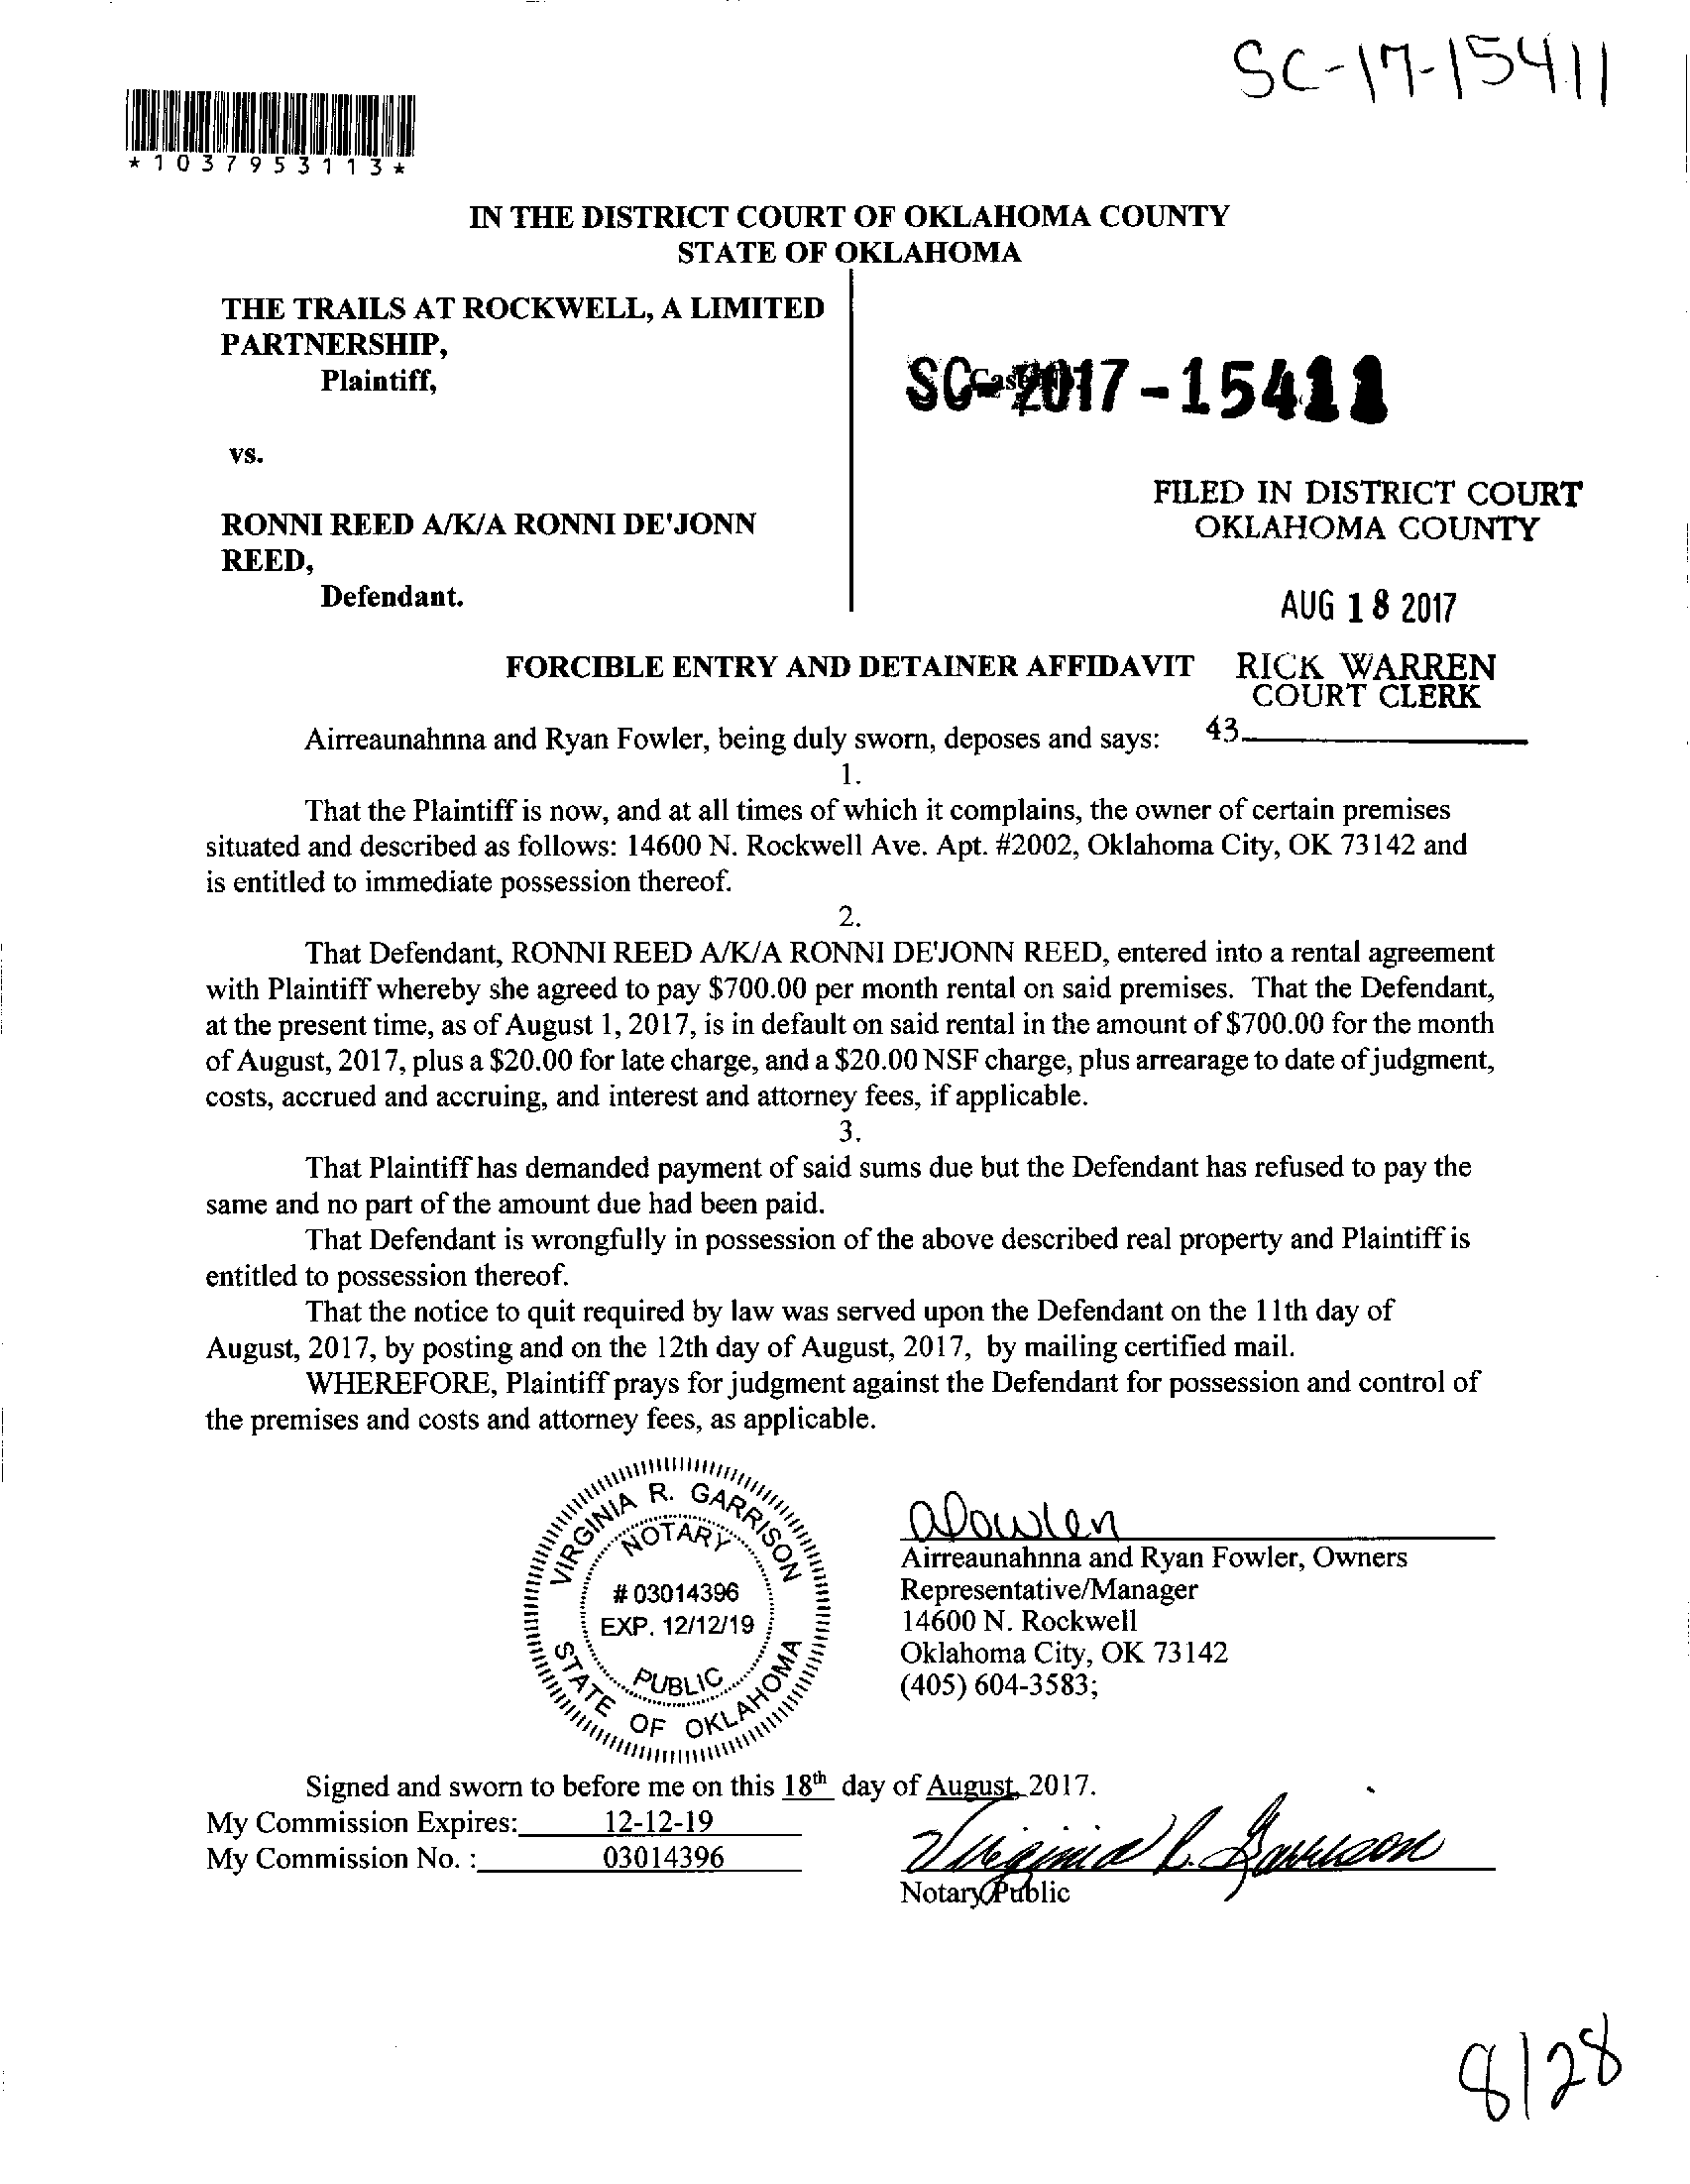 SC-17-15411
*1037953113*
IN THE DISTRICT COURT OF OKLAHOMA COUNTY
STATE OF OKLAHOMA
THE TRAILS AT ROCKWELL, A LIMITED
PARTNERSHIP,
Plaintiff,
SC-2017-15411
vs.
FILED IN DISTRICT COURT
OKLAHOMA COUNTY
RONNI REED A/K/A RONNI DE'JONN
REED,
Defendant.
AUG 18 2017
FORCIBLE ENTRY AND DETAINER AFFIDAVIT
RICK WARREN
COURT CLERK
43
Airreaunahnna and Ryan Fowler, being duly sworn, deposes and says:
1.
That the Plaintiff is now, and at all times of which it complains, the owner of certain premises
situated and described as follows: 14600 N. Rockwell Ave. Apt. #2002, Oklahoma City, OK 73142 and
is entitled to immediate possession thereof.
2.
That Defendant, RONNI REED A/K/A RONNI DE'JONN REED, entered into a rental agreement
with Plaintiff whereby she agreed to pay $700.00 per month rental on said premises. That the Defendant,
at the present time, as of August 1, 2017, is in default on said rental in the amount of $700.00 for the month
of August, 2017, plus a $20.00 for late charge, and a $20.00 NSF charge, plus arrearage to date of judgment,
costs, accrued and accruing, and interest and attorney fees, if applicable.
3.
That Plaintiff has demanded payment of said sums due but the Defendant has refused to pay the
same and no part of the amount due had been paid.
That Defendant is wrongfully in possession of the above described real property and Plaintiff is
entitled to possession thereof.
That the notice to quit required by law was served upon the Defendant on the 11th day of
August, 2017, by posting and on the 12th day of August, 2017, by mailing certified mail.
WHEREFORE, Plaintiff prays for judgment against the Defendant for possession and control of
the premises and costs and attorney fees, as applicable.
VIRGINIA R. GARRISON
NOTARY
# 03014396
EXP. 12/12/19
PUBLIC
STATE OF OKLAHOMA
Airreaunahnna and Ryan Fowler, Owners
Representative/Manager
14600 N. Rockwell
Oklahoma City, OK 73142
(405) 604-3583;
Signed and sworn to before me on this 18th day of August, 2017.
My Commission Expires: 12-12-19
My Commission No. : 03014396
Virginia R. Garrison
Notary Public
8/28